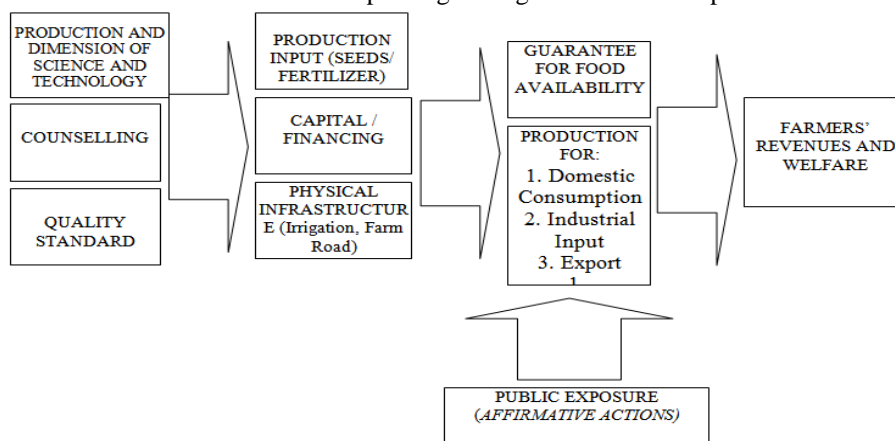 PRODUCTION AND
DIMENSION OF
SCIENCE AND
TECHNOLOGY
COUNSELLING
QUALITY
STANDARD
PRODUCTION
INPUT (SEEDS/
FERTILIZER)
CAPITAL /
FINANCING
PHYSICAL
INFRASTRUCTUR
E (Irrigation, Farm
Road)
GUARANTEE
FOR FOOD
AVAILABILITY
PRODUCTION
FOR:
1. Domestic
Consumption
2. Industrial
Input
3. Export
FARMERS'
REVENUES AND
WELFARE
PUBLIC EXPOSURE
(AFFIRMATIVE ACTIONS)